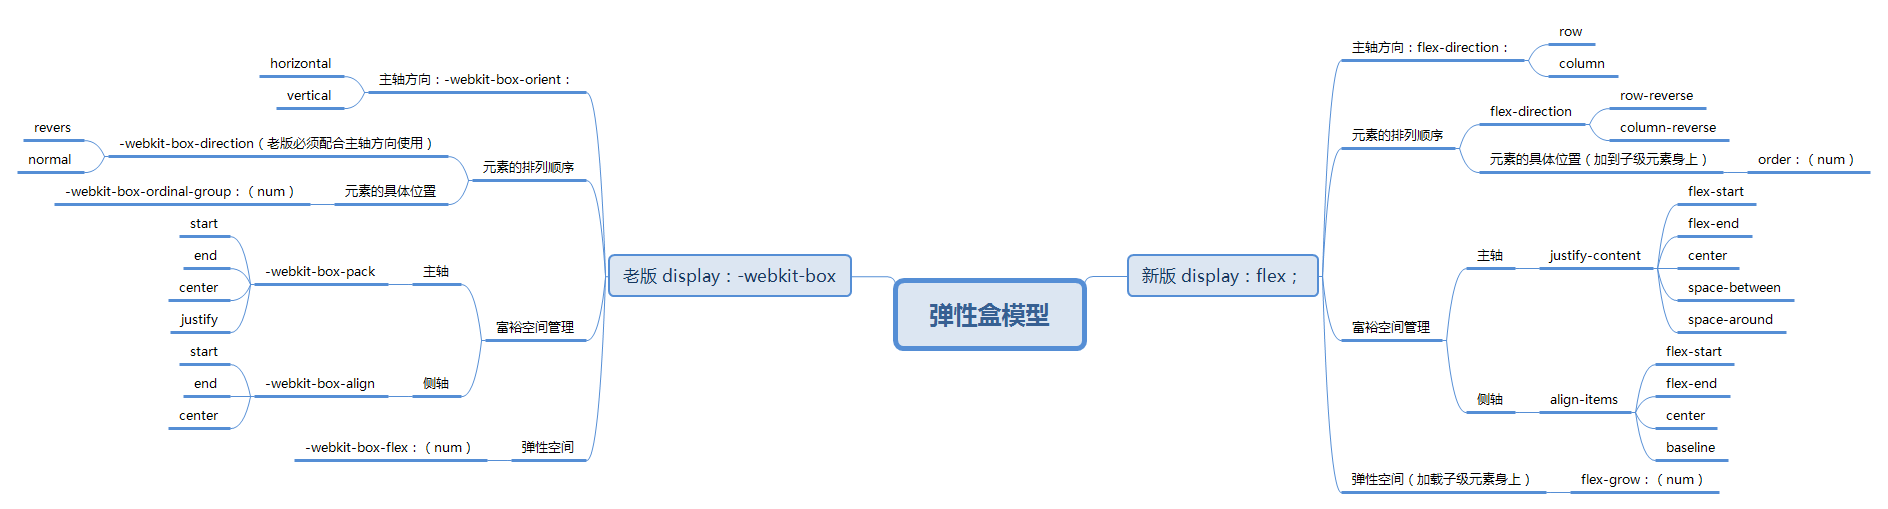 弹性盒模型
老版 display：-webkit-box
主轴方向：-webkit-box-orient：
horizontal
vertical
元素的排列顺序
-webkit-box-direction（老版必须配合主轴方向使用）
revers
normal
元素的具体位置
-webkit-box-ordinal-group：（num）
富裕空间管理
主轴
-webkit-box-pack
start
end
center
justify
侧轴
-webkit-box-align
start
end
center
弹性空间
-webkit-box-flex：（num）
新版 display：flex；
主轴方向：flex-direction：
row
column
元素的排列顺序
flex-direction
row-reverse
column-reverse
元素的具体位置（加到子级元素身上）
order：（num）
富裕空间管理
主轴
justify-content
flex-start
flex-end
center
space-between
space-around
侧轴
align-items
flex-start
flex-end
center
baseline
弹性空间（加载子级元素身上）
flex-grow：（num）